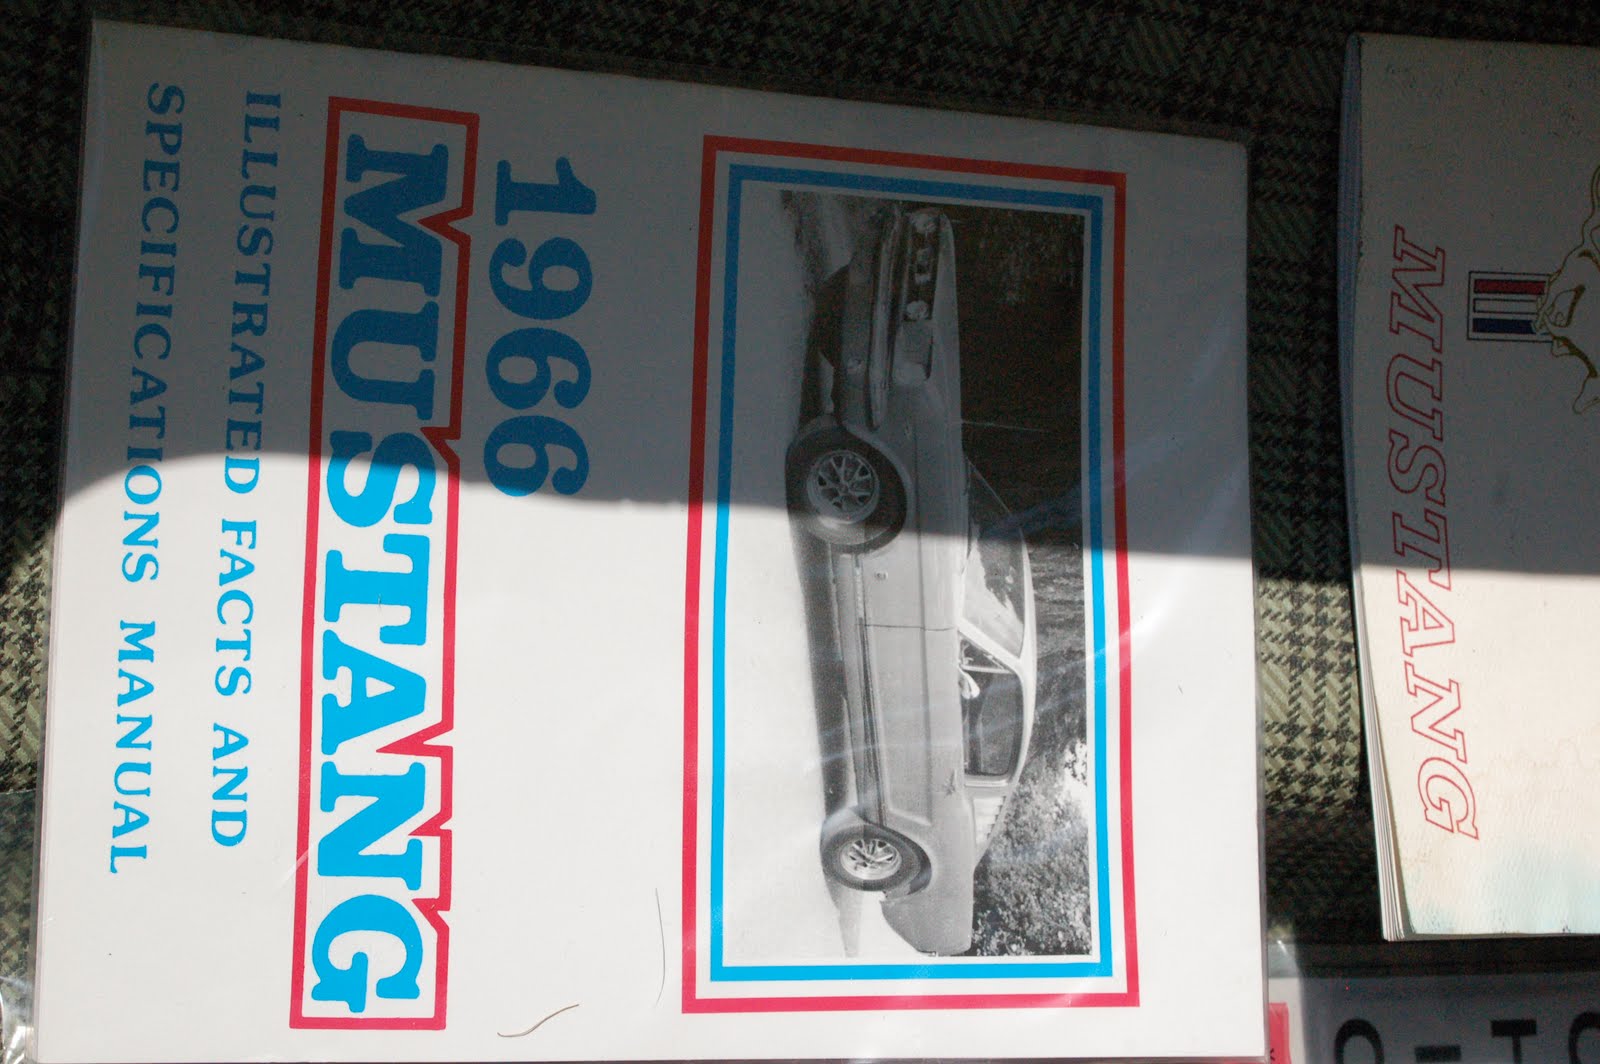 1966
MUSTANG
ILLUSTRATED FACTS AND
SPECIFICATIONS MANUAL
MUSTANG